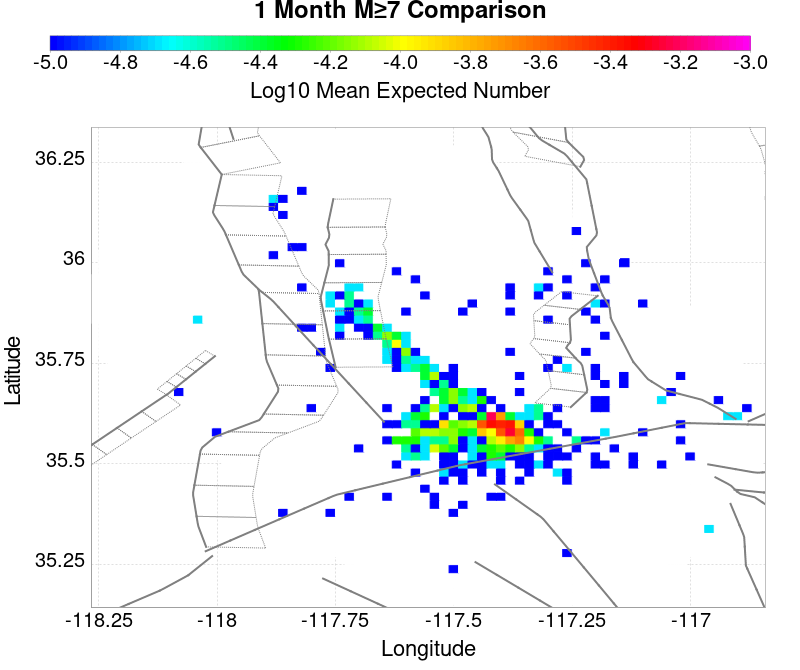 1 Month M≥7 Comparison
-5.0 -4.8 -4.6 -4.4 -4.2 -4.0 -3.8 -3.6 -3.4 -3.2 -3.0
Log10 Mean Expected Number
36.25
36
35.75
35.5
35.25
Latitude
-118.25 -118 -117.75 -117.5 -117.25 -117
Longitude